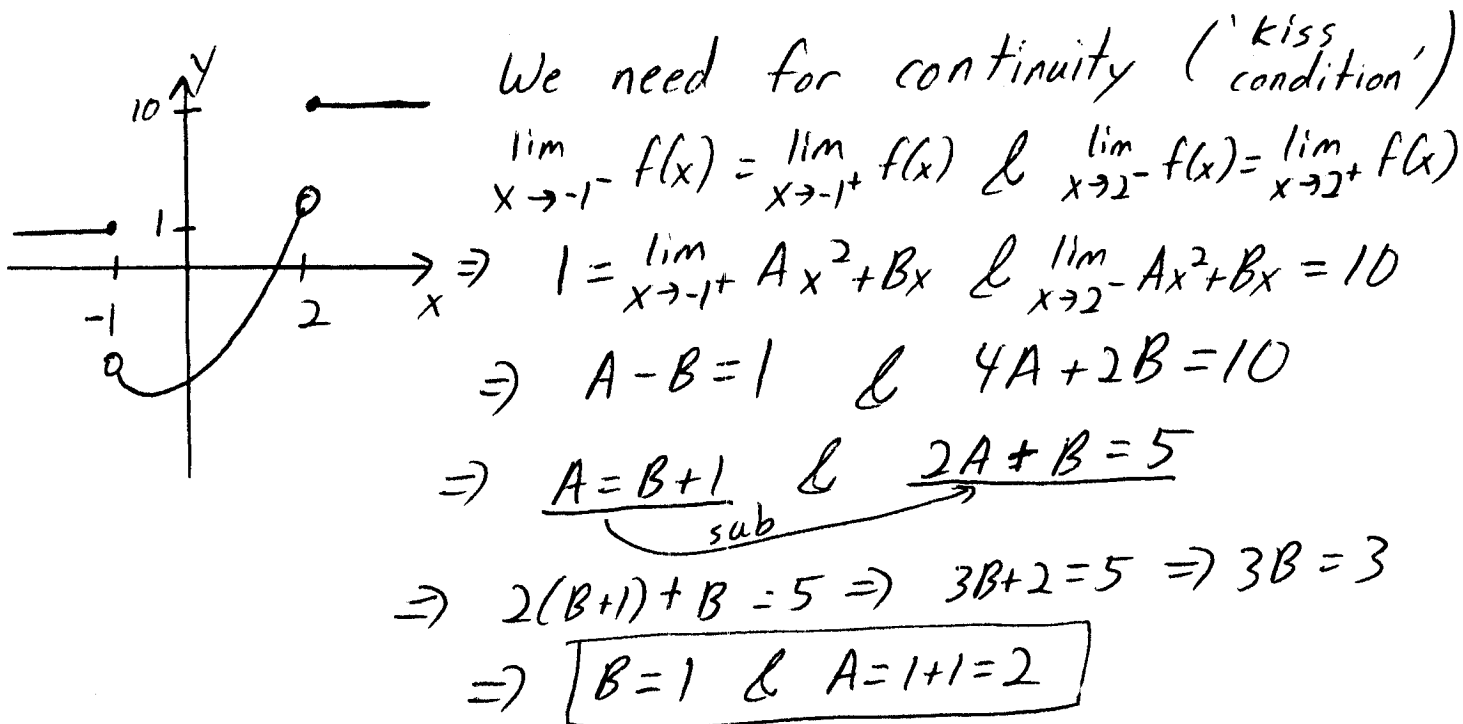 y
10
1
-1
2
x
We need for continuity ('kiss condition')
lim x→-1⁻ f(x) = lim x→-1⁺ f(x) & lim x→2⁻ f(x) = lim x→2⁺ f(x)
⇒ 1 = lim x→-1⁺ Ax²+Bx & lim x→2⁻ Ax²+Bx = 10
⇒ A-B=1 & 4A+2B=10
⇒ A=B+1 & 2A+B=5
sub
⇒ 2(B+1)+B=5 ⇒ 3B+2=5 ⇒ 3B=3
⇒ B=1 & A=1+1=2